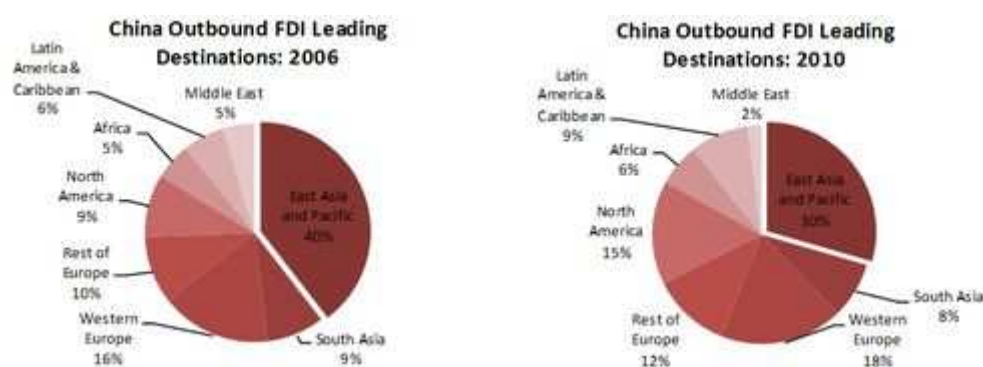 China Outbound FDI Leading
Destinations: 2006
Latin
America &
Caribbean
6%
Middle East
5%
Africa
5%
North
America
9%
Rest of
Europe
10%
Western
Europe
16%
South Asia
9%
East Asia
and Pacific
40%
China Outbound FDI Leading
Destinations: 2010
Latin
America &
Caribbean
9%
Middle East
2%
Africa
6%
North
America
15%
Rest of
Europe
12%
Western
Europe
18%
South Asia
8%
East Asia
and Pacific
30%